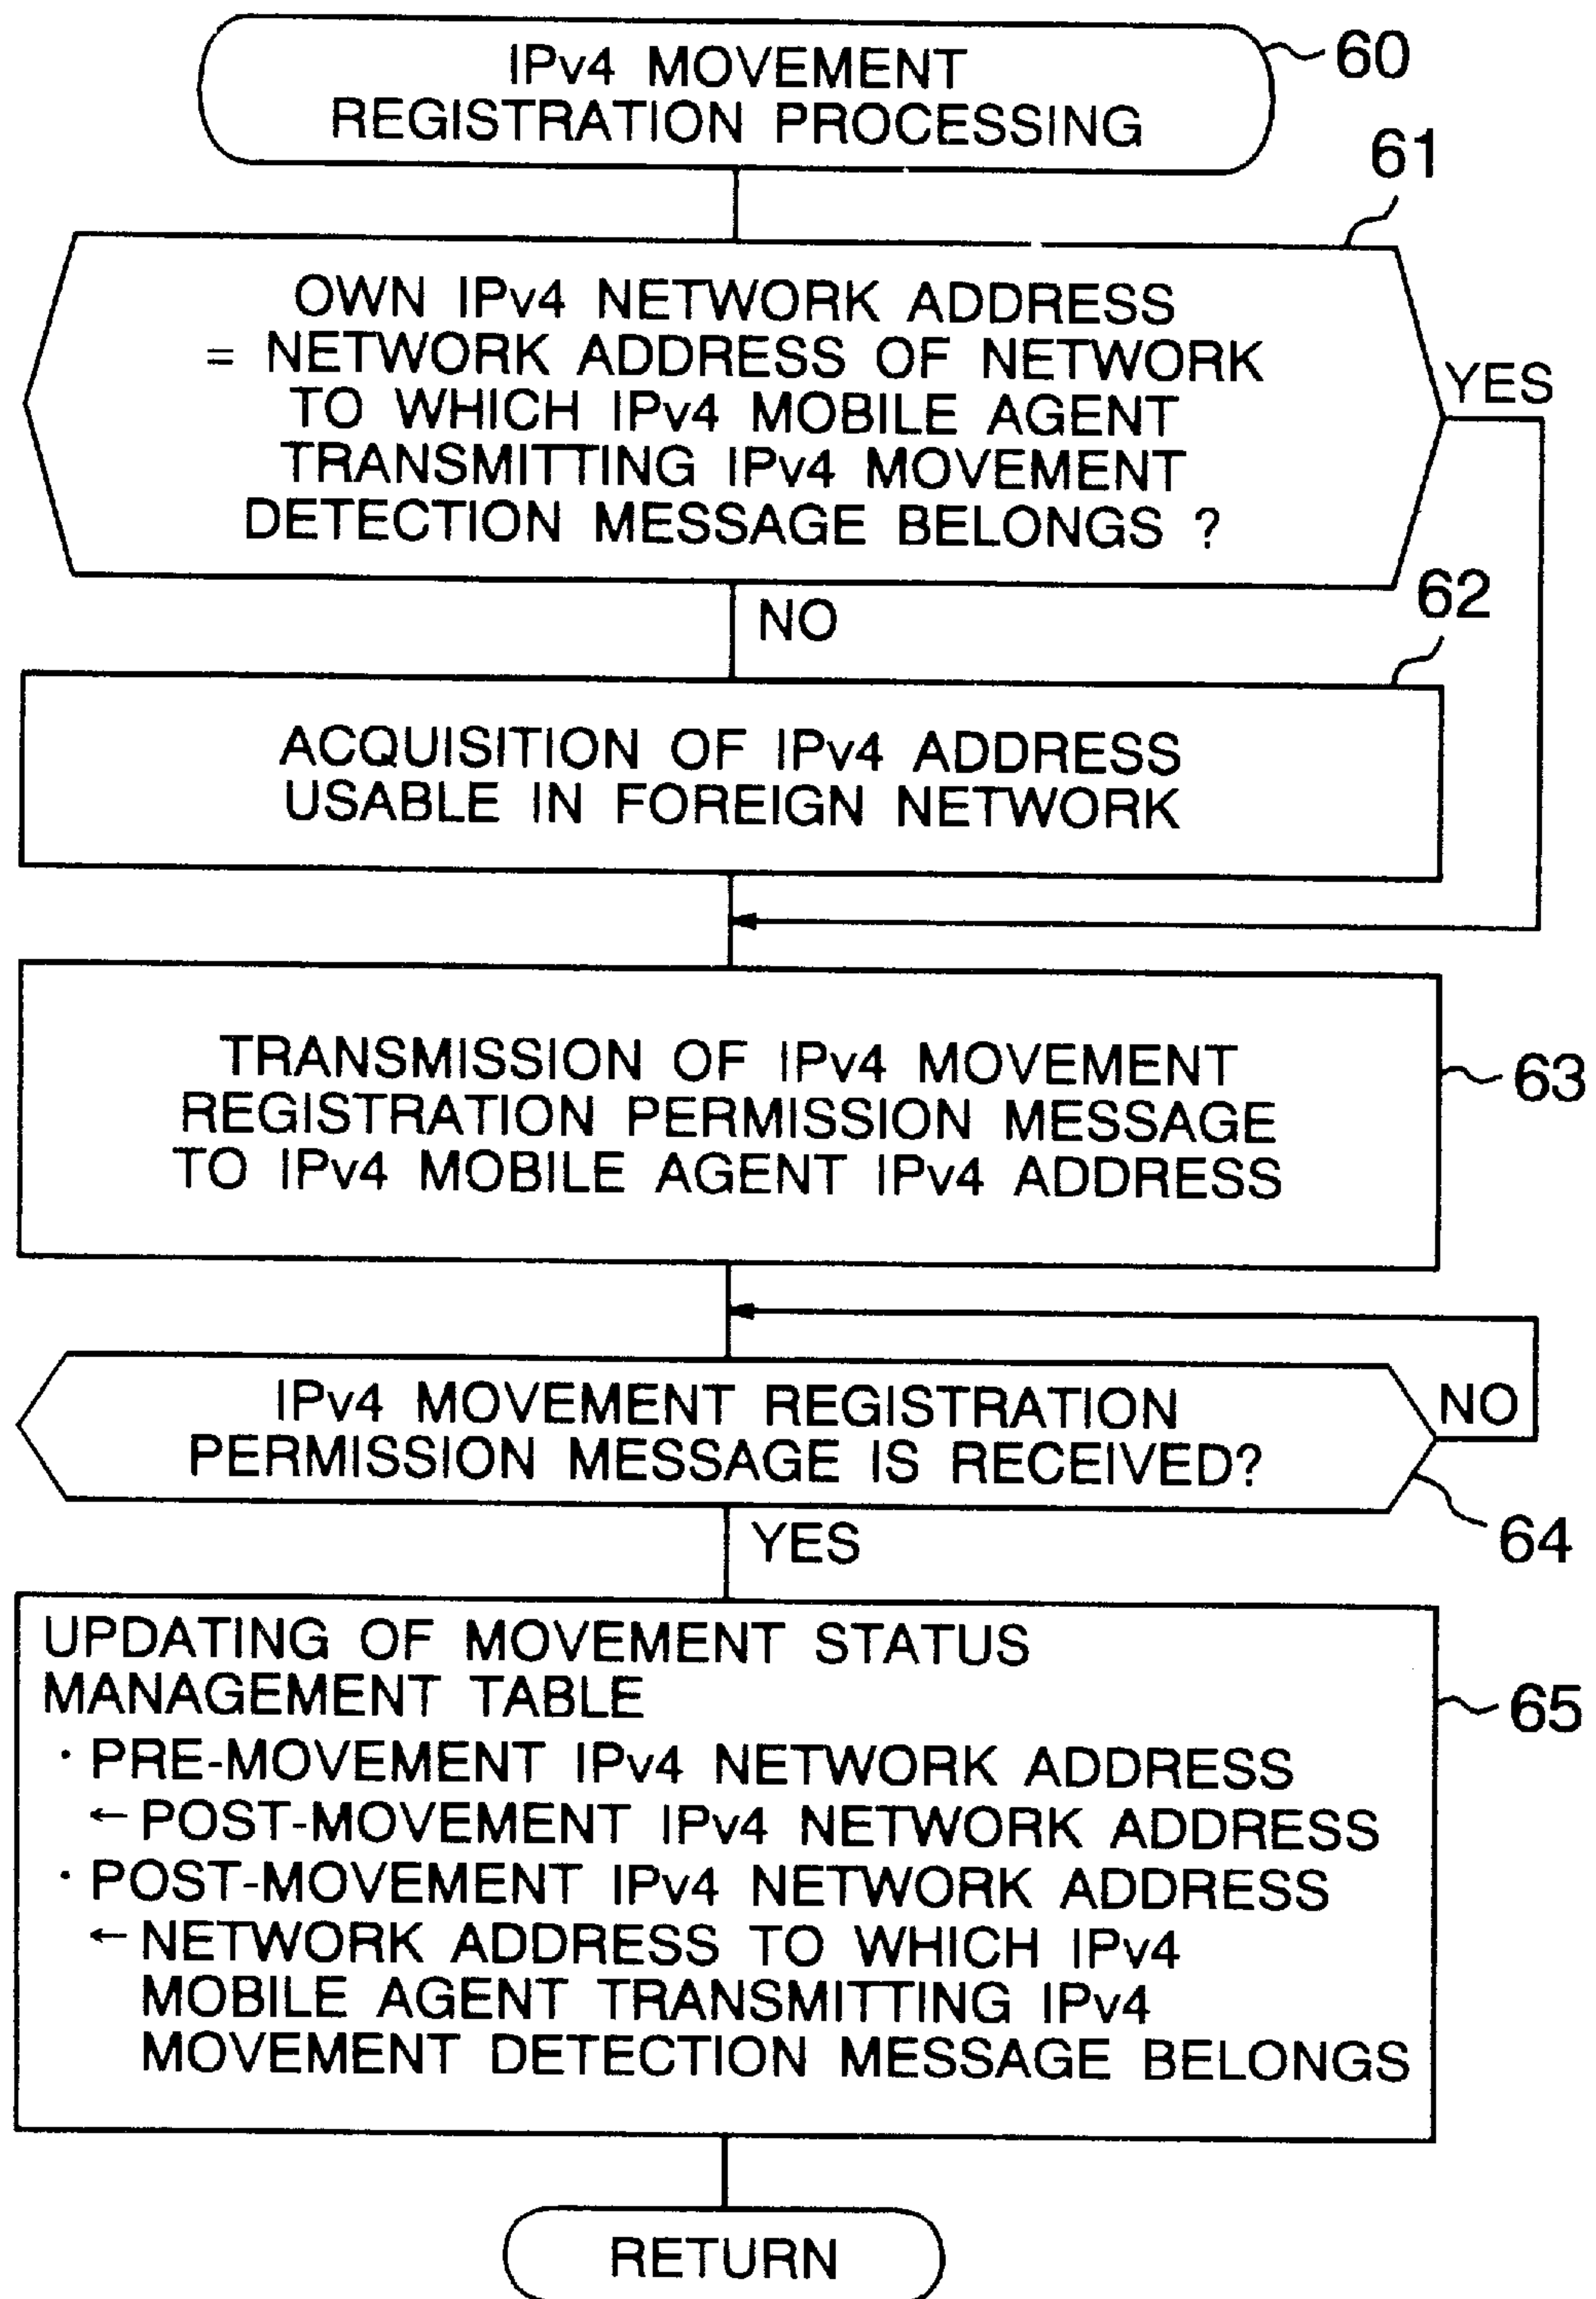 IPv4 MOVEMENT
REGISTRATION PROCESSING
60
61
OWN IPv4 NETWORK ADDRESS
= NETWORK ADDRESS OF NETWORK
TO WHICH IPv4 MOBILE AGENT
TRANSMITTING IPv4 MOVEMENT
DETECTION MESSAGE BELONGS ?
YES
NO
62
ACQUISITION OF IPv4 ADDRESS
USABLE IN FOREIGN NETWORK
TRANSMISSION OF IPv4 MOVEMENT
REGISTRATION PERMISSION MESSAGE
TO IPv4 MOBILE AGENT IPv4 ADDRESS
63
IPv4 MOVEMENT REGISTRATION
PERMISSION MESSAGE IS RECEIVED?
NO
64
YES
UPDATING OF MOVEMENT STATUS
MANAGEMENT TABLE
65
· PRE-MOVEMENT IPv4 NETWORK ADDRESS
← POST-MOVEMENT IPv4 NETWORK ADDRESS
· POST-MOVEMENT IPv4 NETWORK ADDRESS
← NETWORK ADDRESS TO WHICH IPv4
MOBILE AGENT TRANSMITTING IPv4
MOVEMENT DETECTION MESSAGE BELONGS
RETURN